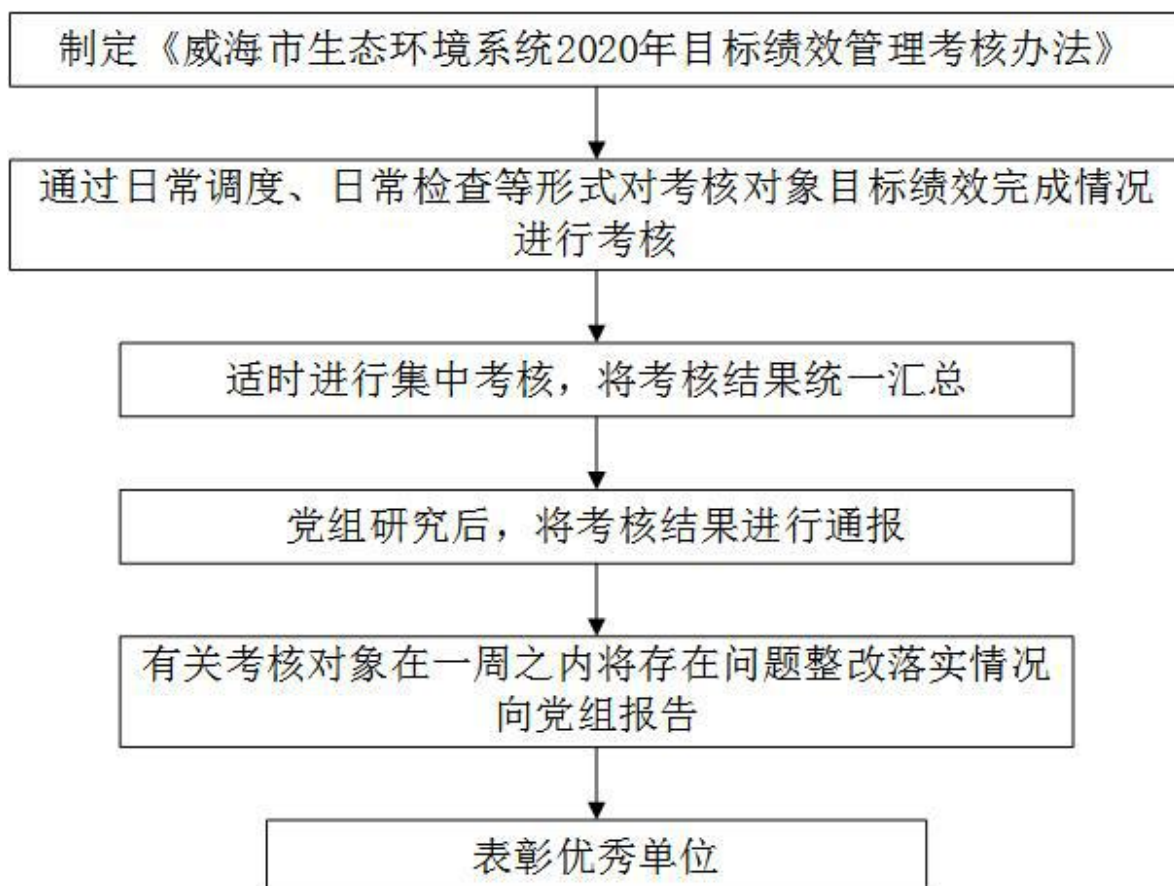 制定《威海市生态环境系统2020年目标绩效管理考核办法》
通过日常调度、日常检查等形式对考核对象目标绩效完成情况
进行考核
适时进行集中考核，将考核结果统一汇总
党组研究后，将考核结果进行通报
有关考核对象在一周之内将存在问题整改落实情况
向党组报告
表彰优秀单位